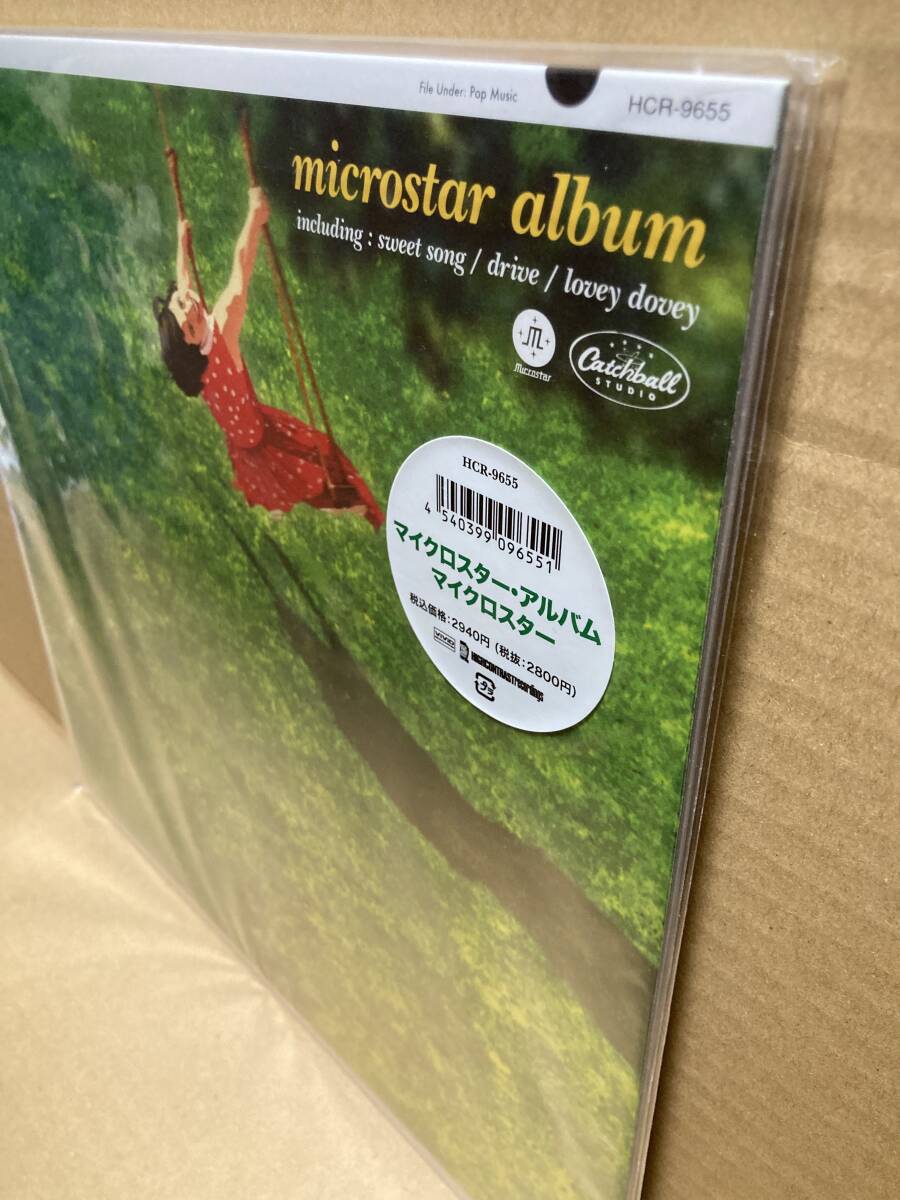 File Under: Pop Music
HCR-9655
microstar album
including : sweet song / drive / lovey dovey
Microstar
Catchball
STUDIO
HCR-9655
4 540399 096551
マイクロスター・アルバム
マイクロスター
税込価格:2940円 (税抜:2800円)
VIVID
HIGHCONTRASTrecordings